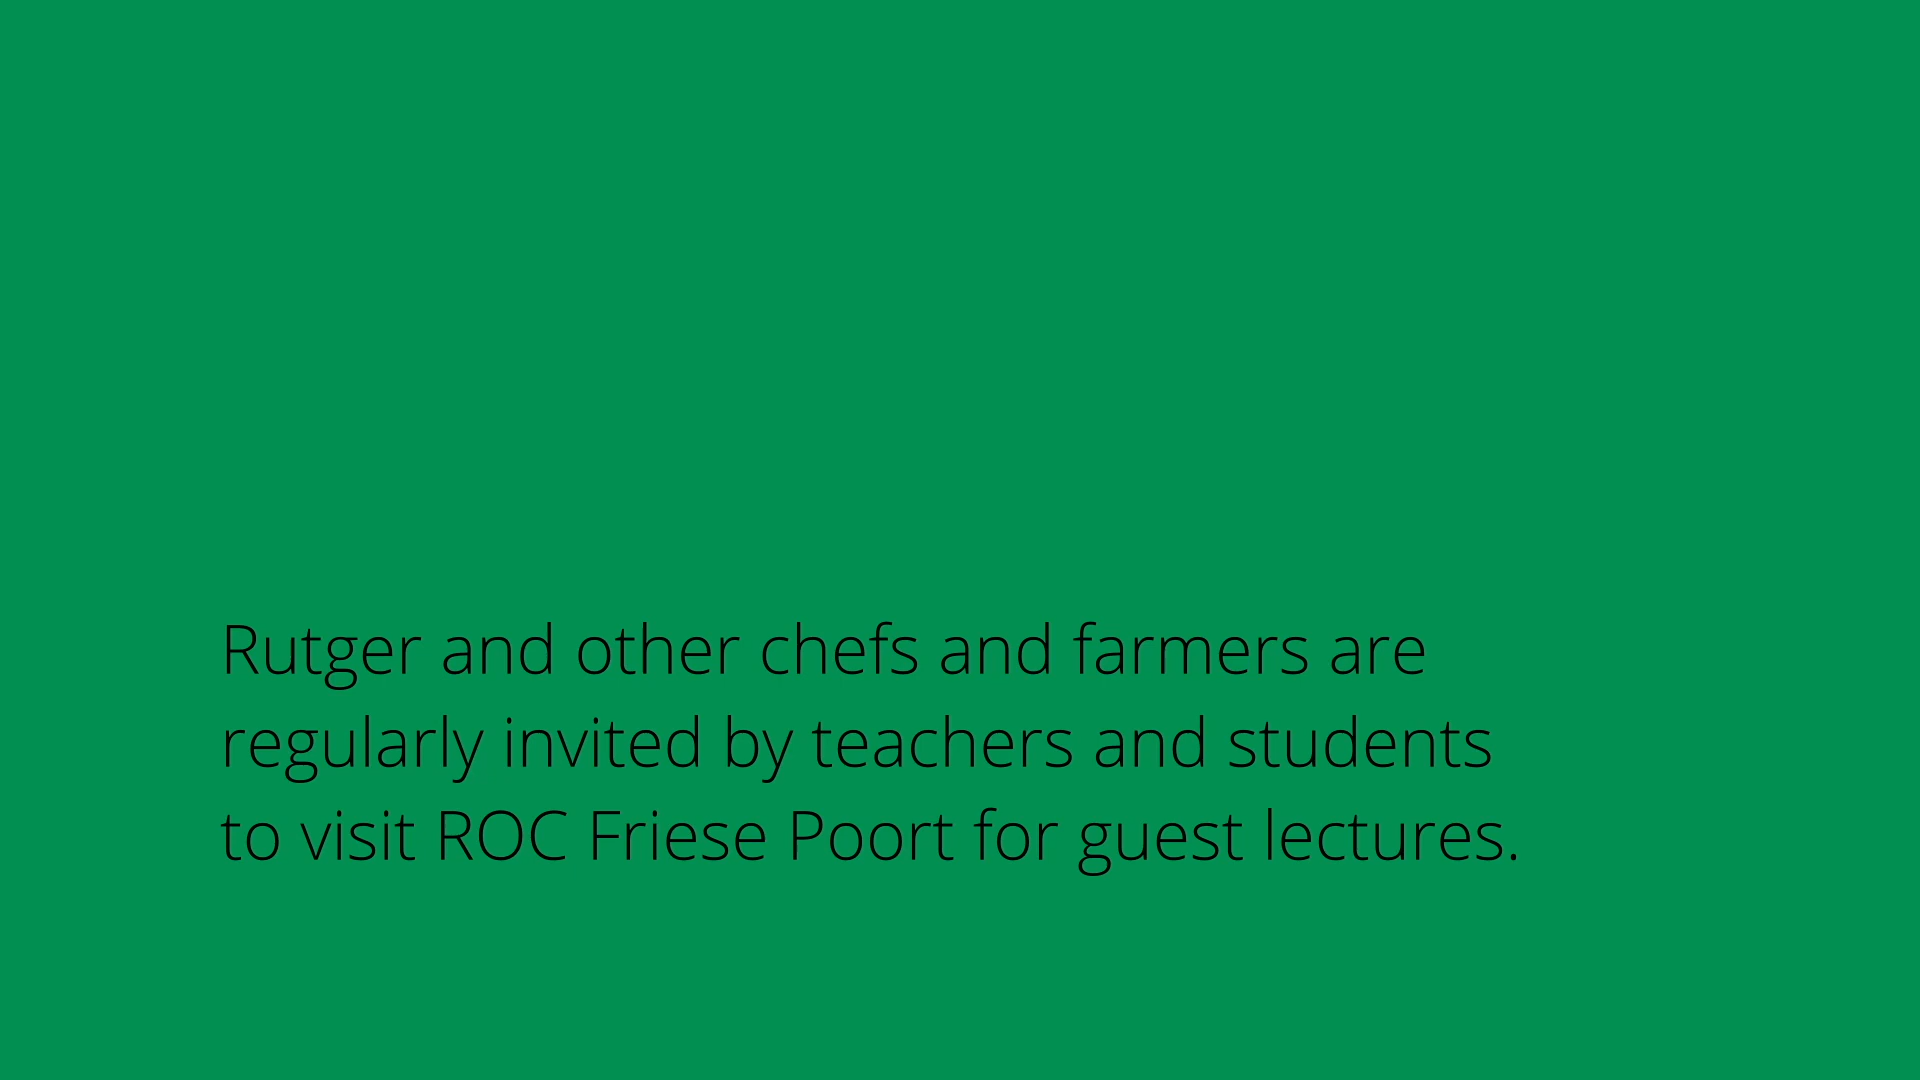 Rutger and other chefs and farmers are
regularly invited by teachers and students
to visit ROC Friese Poort for guest lectures.